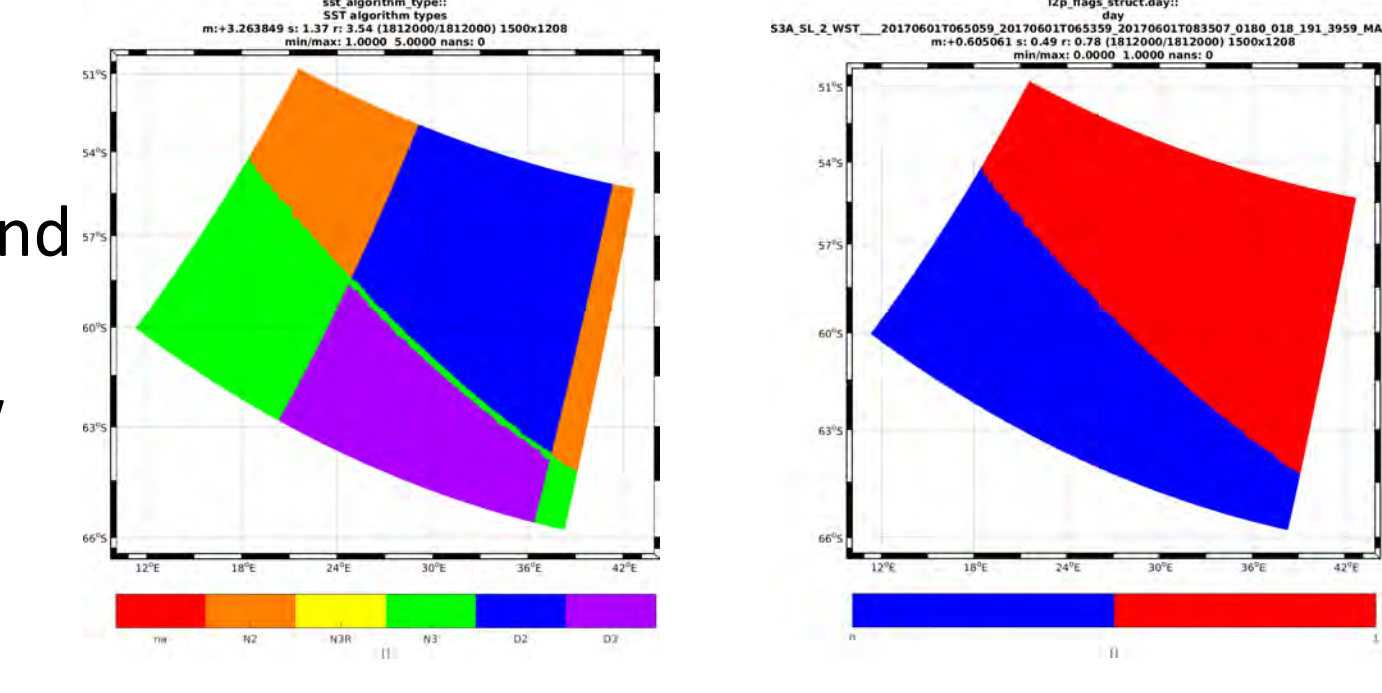 sst_algorithm_type::
SST algorithm types
m:+3.263849 s: 1.37 r: 3.54 (1812000/1812000) 1500x1208
min/max: 1.0000 5.0000 nans: 0
51°S
54°S
57°S
60°S
63°S
66°S
12°E 18°E 24°E 30°E 36°E 42°E
N2 N3R N3 D2 D3
[]
nd
l2p_flags_struct.day::
day
S3A_SL_2_WST____20170601T065059_20170601T065359_20170601T083507_0180_018_191_3959_MA
m:+0.605061 s: 0.49 r: 0.78 (1812000/1812000) 1500x1208
min/max: 0.0000 1.0000 nans: 0
51°S
54°S
57°S
60°S
63°S
66°S
12°E 18°E 24°E 30°E 36°E 42°E
0 1
[]